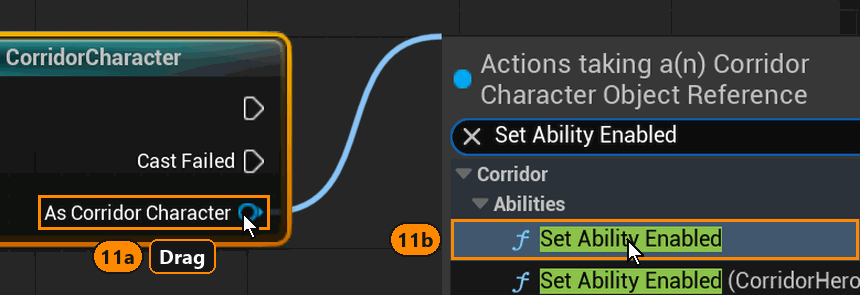 CorridorCharacter
Cast Failed
As Corridor Character
11a Drag
Actions taking a(n) Corridor
Character Object Reference
Set Ability Enabled
Corridor
Abilities
11b
f Set Ability Enabled
f Set Ability Enabled (CorridorHero